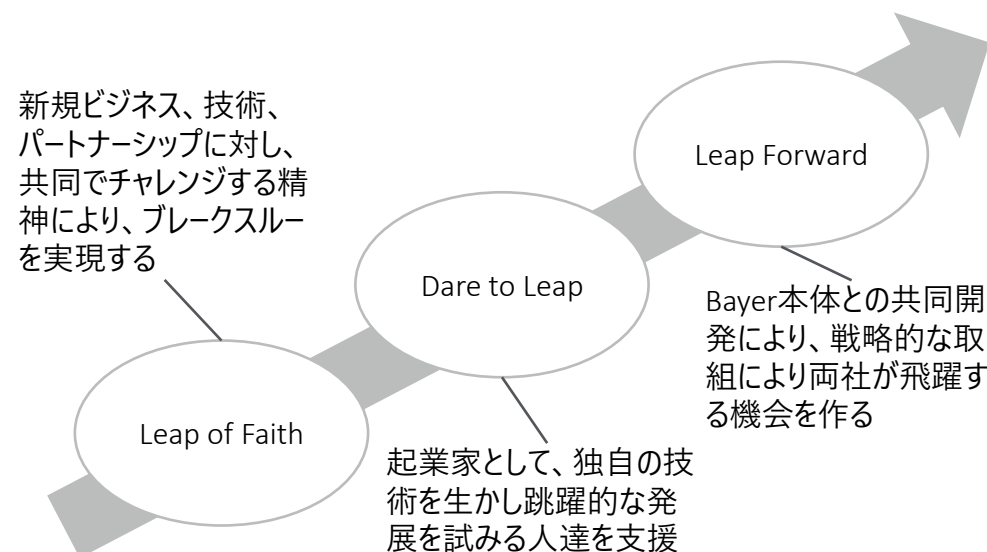 新規ビジネス、技術、
パートナーシップに対し、
共同でチャレンジする精
神により、ブレークスルー
を実現する
Leap of Faith
Dare to Leap
起業家として、独自の技
術を生かし跳躍的な発
展を試みる人達を支援
Leap Forward
Bayer本体との共同開
発により、戦略的な取
組により両社が飛躍す
る機会を作る